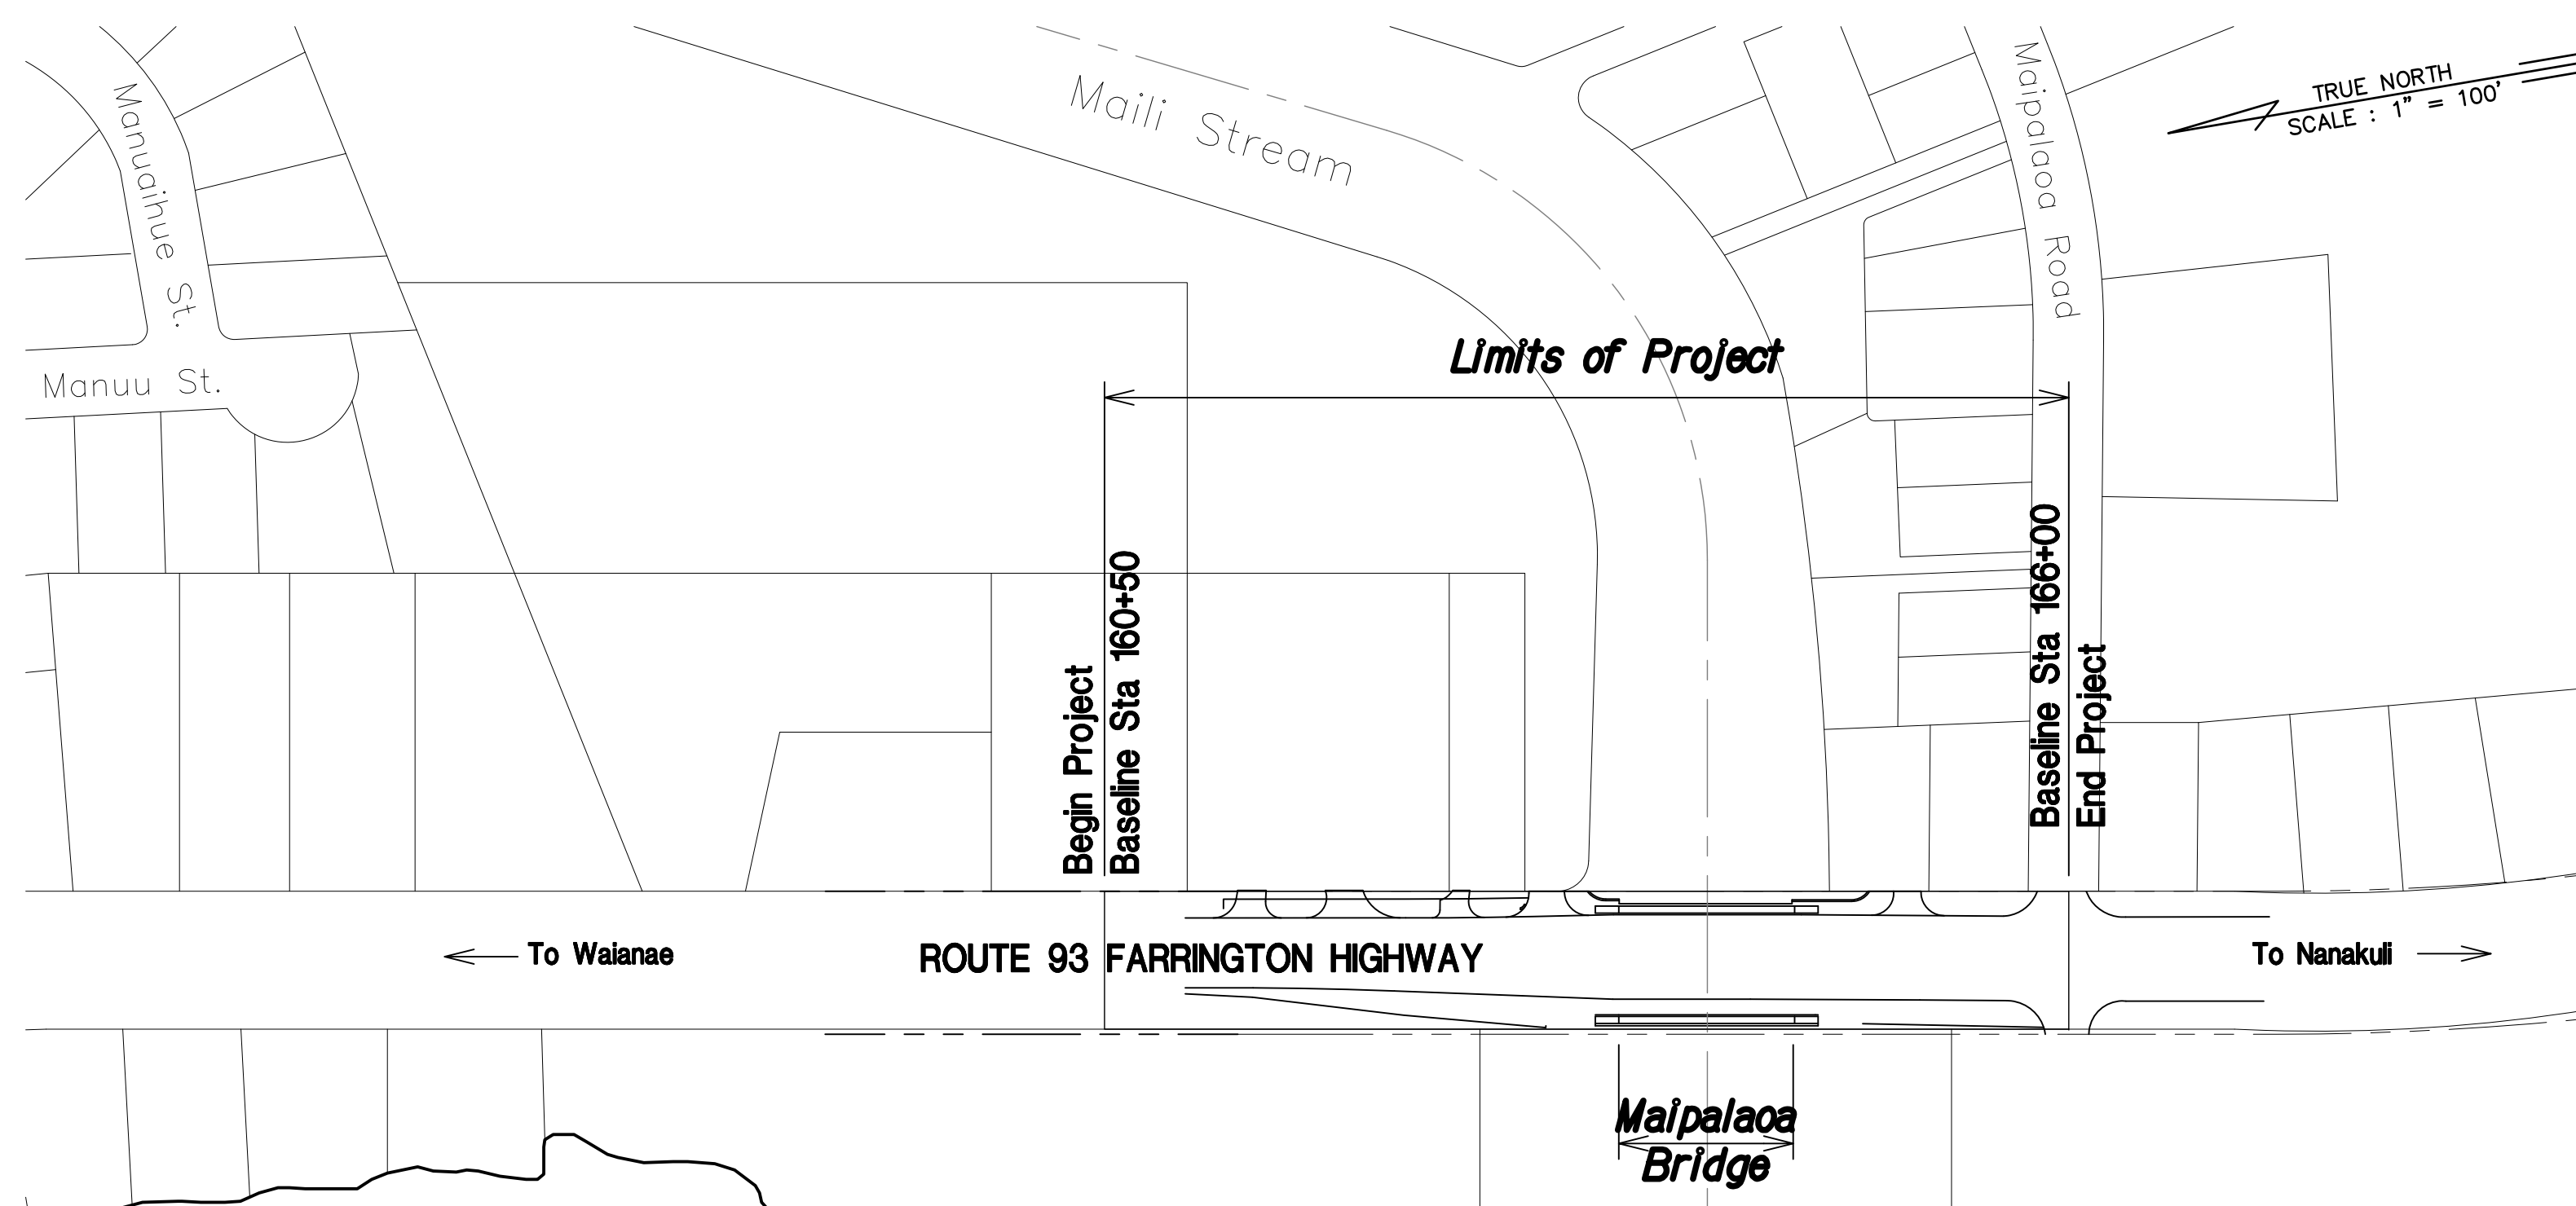 Manuaihue St.
Manuu St.
Maili Stream
Maipalaoa Road
TRUE NORTH
SCALE : 1" = 100'
Limits of Project
Begin Project
Baseline Sta 160+50
Baseline Sta 166+00
End Project
To Waianae
ROUTE 93 FARRINGTON HIGHWAY
To Nanakuli
Maipalaoa
Bridge